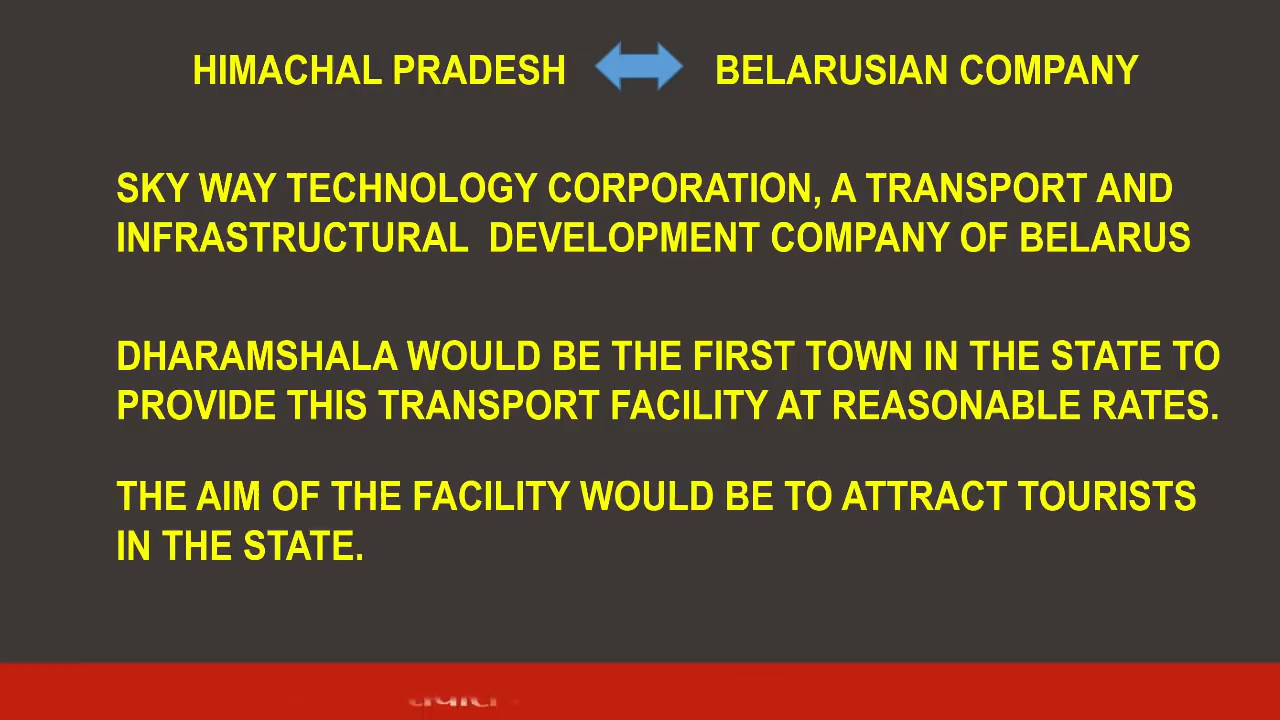 HIMACHAL PRADESH BELARUSIAN COMPANY
SKY WAY TECHNOLOGY CORPORATION, A TRANSPORT AND
INFRASTRUCTURAL DEVELOPMENT COMPANY OF BELARUS
DHARAMSHALA WOULD BE THE FIRST TOWN IN THE STATE TO
PROVIDE THIS TRANSPORT FACILITY AT REASONABLE RATES.
THE AIM OF THE FACILITY WOULD BE TO ATTRACT TOURISTS
IN THE STATE.